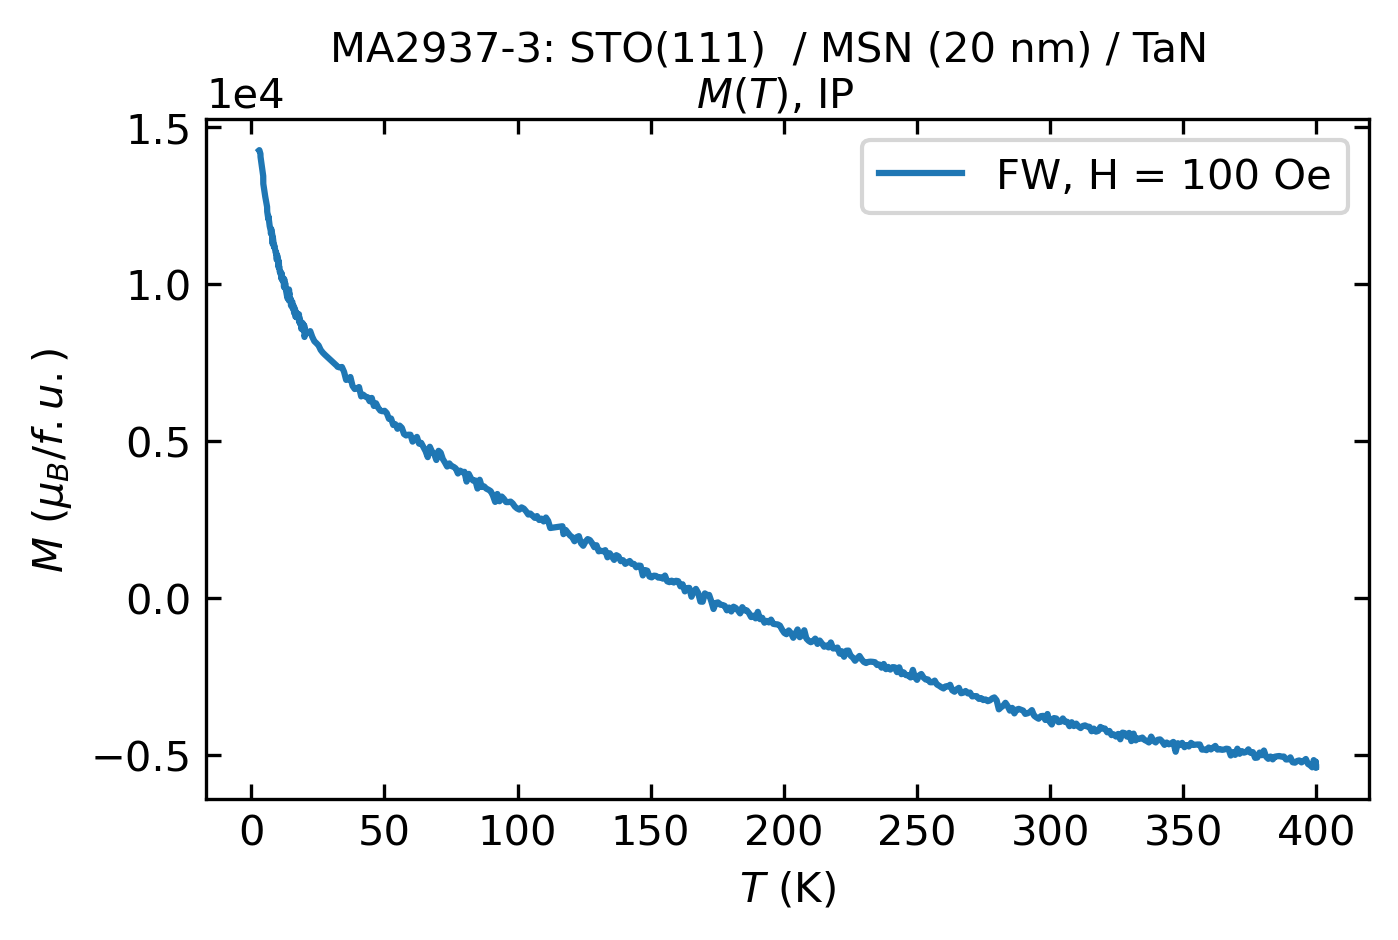 MA2937-3: STO(111)  / MSN (20 nm) / TaN
M(T), IP
1e4
FW, H = 100 Oe
1.5
1.0
0.5
0.0
−0.5
M (μ_B/f. u. )
0 50 100 150 200 250 300 350 400
T (K)